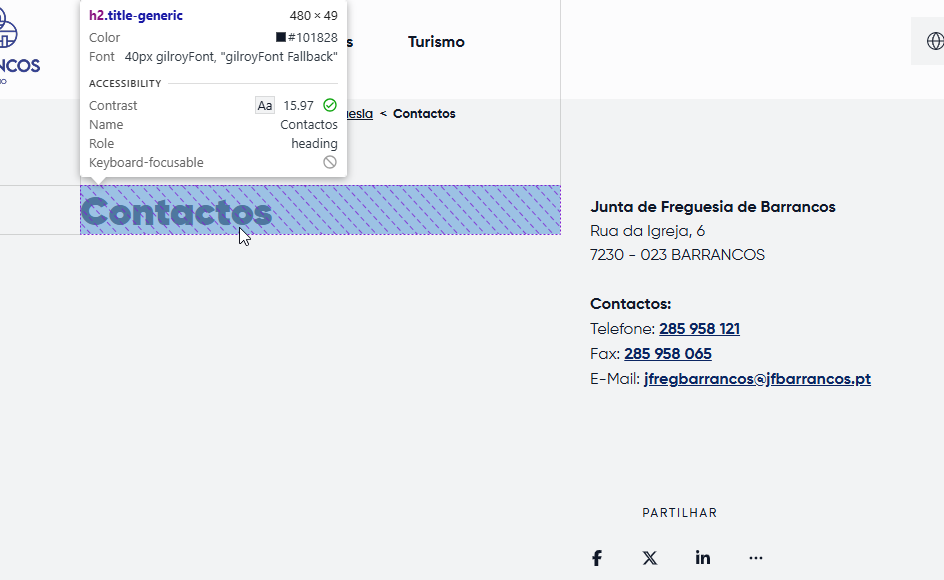 h2.title-generic 480 × 49
Color #101828
Font 40px gilroyFont, "gilroyFont Fallback"
ACCESSIBILITY
Contrast Aa 15.97
Name Contactos
Role heading
Keyboard-focusable
Turismo
< Contactos
Contactos
Junta de Freguesia de Barrancos
Rua da Igreja, 6
7230 - 023 BARRANCOS
Contactos:
Telefone: 285 958 121
Fax: 285 958 065
E-Mail: jfregbarrancos@jfbarrancos.pt
PARTILHAR